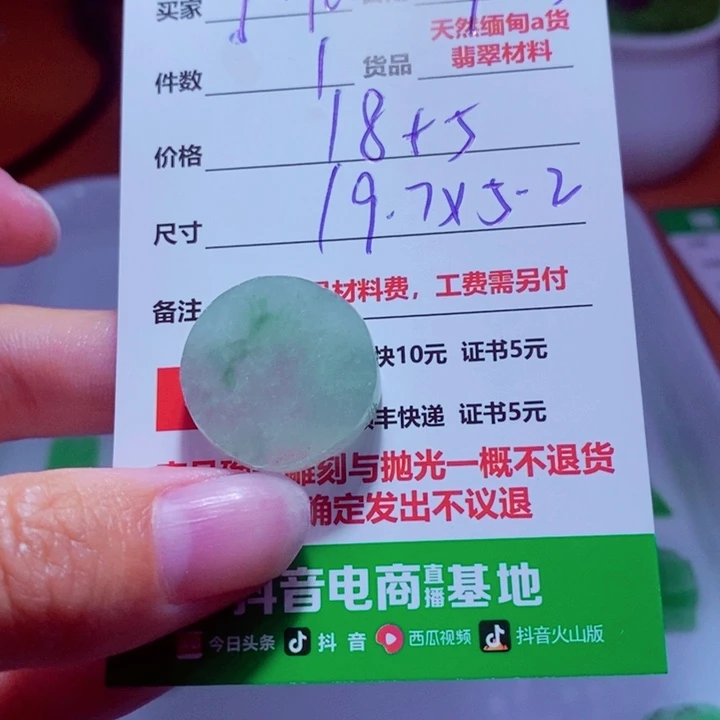 买家
天然缅甸a货
件数 1 货品 翡翠材料
价格 18+5
尺寸 19.7x5-2
备注 材料费，工费需另付
快10元 证书5元
丰快递 证书5元
雕刻与抛光一概不退货
确定发出不议退
抖音电商直播基地
今日头条 抖音 西瓜视频 抖音火山版